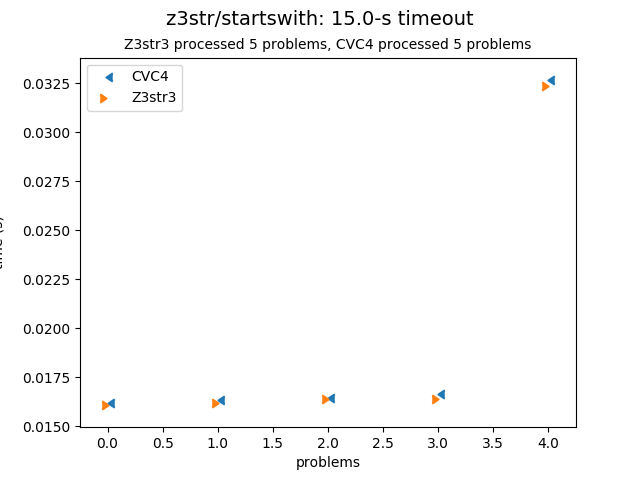 z3str/startswith: 15.0-s timeout
Z3str3 processed 5 problems, CVC4 processed 5 problems
CVC4
Z3str3
0.0325
0.0300
0.0275
0.0250
0.0225
0.0200
0.0175
0.0150
0.0 0.5 1.0 1.5 2.0 2.5 3.0 3.5 4.0
problems